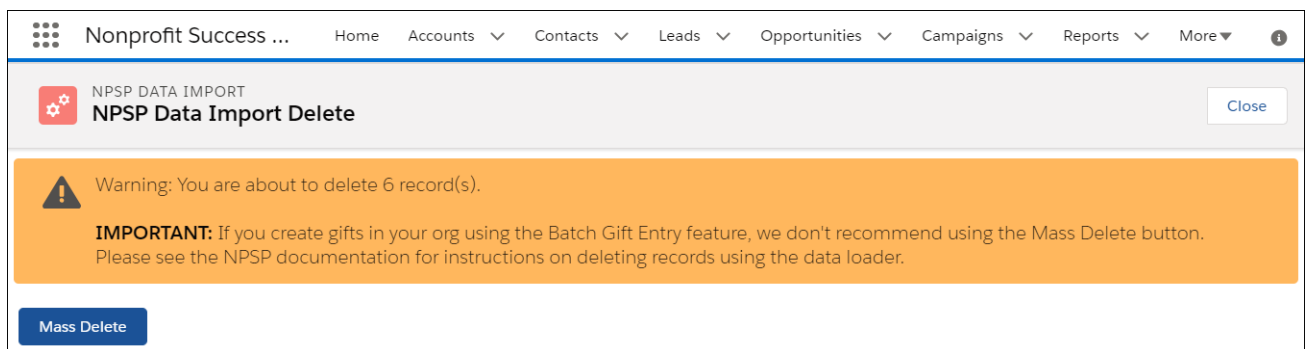 Nonprofit Success ... Home Accounts Contacts Leads Opportunities Campaigns Reports More
NPSP DATA IMPORT
NPSP Data Import Delete
Close
Warning: You are about to delete 6 record(s).
IMPORTANT: If you create gifts in your org using the Batch Gift Entry feature, we don't recommend using the Mass Delete button.
Please see the NPSP documentation for instructions on deleting records using the data loader.
Mass Delete